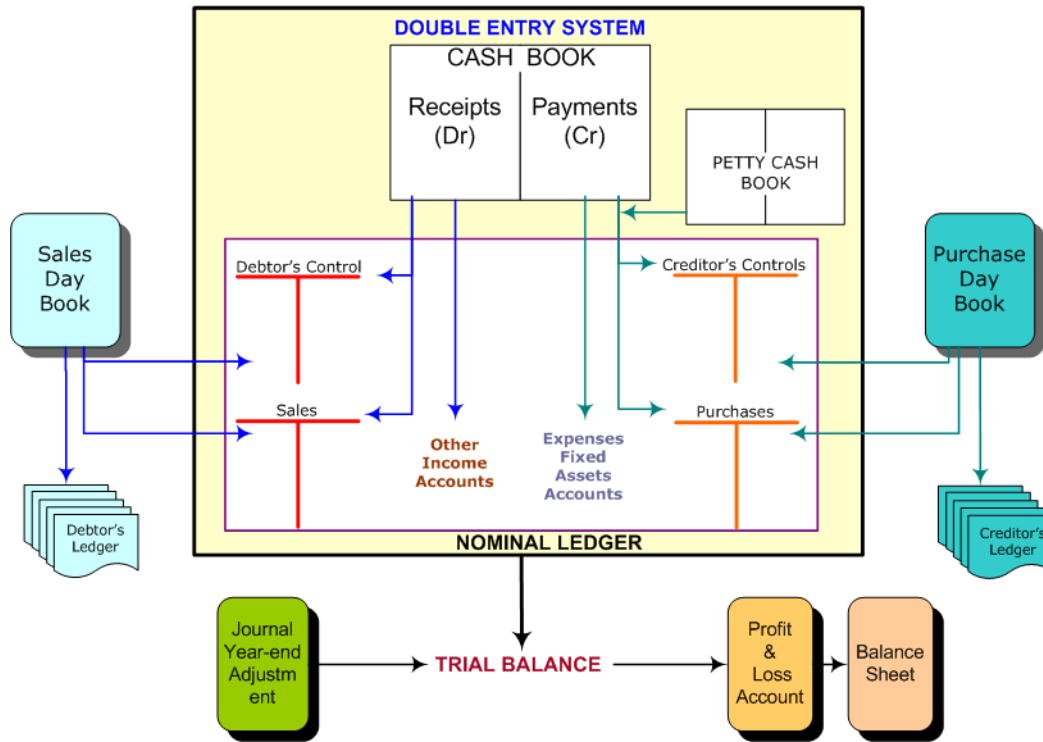 DOUBLE ENTRY SYSTEM
CASH BOOK
Receipts
(Dr)
Payments
(Cr)
PETTY CASH
BOOK
Sales
Day
Book
Purchase
Day
Book
Debtor's Control
Creditor's Controls
Sales
Purchases
Other
Income
Accounts
Expenses
Fixed
Assets
Accounts
Debtor's
Ledger
Creditor's
Ledger
NOMINAL LEDGER
Journal
Year-end
Adjustm
ent
TRIAL BALANCE
Profit
&
Loss
Account
Balance
Sheet